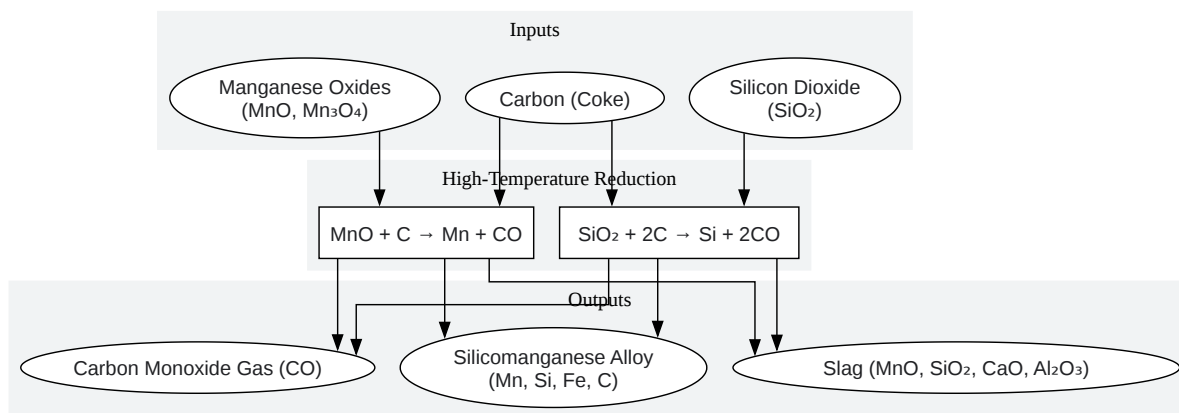 Inputs
Manganese Oxides
(MnO, Mn₃O₄)
Carbon (Coke)
Silicon Dioxide
(SiO₂)
High-Temperature Reduction
MnO + C → Mn + CO
SiO₂ + 2C → Si + 2CO
Outputs
Carbon Monoxide Gas (CO)
Silicomanganese Alloy
(Mn, Si, Fe, C)
Slag (MnO, SiO₂, CaO, Al₂O₃)